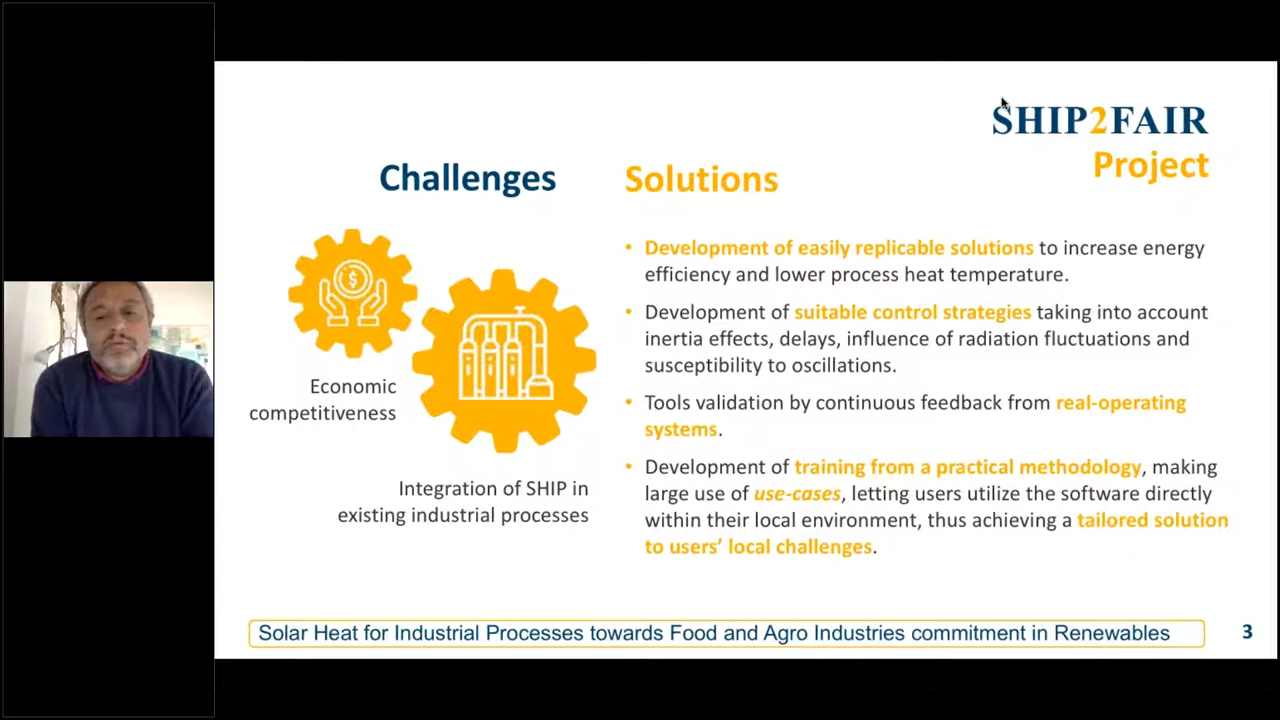 SHIP2FAIR
Project
Challenges
Economic
competitiveness
Integration of SHIP in
existing industrial processes
Solutions
• Development of easily replicable solutions to increase energy
efficiency and lower process heat temperature.
• Development of suitable control strategies taking into account
inertia effects, delays, influence of radiation fluctuations and
susceptibility to oscillations.
• Tools validation by continuous feedback from real-operating
systems.
• Development of training from a practical methodology, making
large use of use-cases, letting users utilize the software directly
within their local environment, thus achieving a tailored solution
to users’ local challenges.
Solar Heat for Industrial Processes towards Food and Agro Industries commitment in Renewables
3